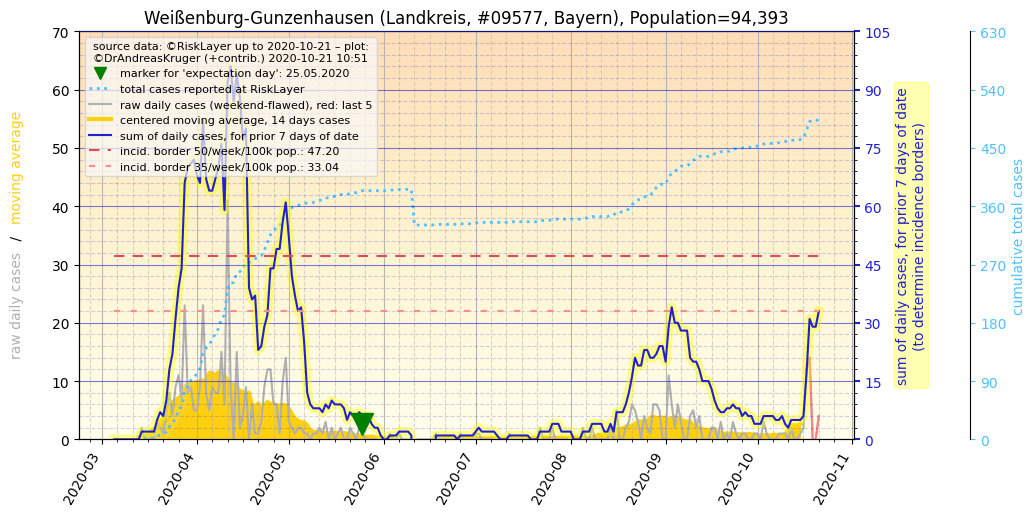 Weißenburg-Gunzenhausen (Landkreis, #09577, Bayern), Population=94,393
source data: ©RiskLayer up to 2020-10-21 – plot:
©DrAndreasKruger (+contrib.) 2020-10-21 10:51
marker for 'expectation day': 25.05.2020
total cases reported at RiskLayer
raw daily cases (weekend-flawed), red: last 5
centered moving average, 14 days cases
sum of daily cases, for prior 7 days of date
incid. border 50/week/100k pop.: 47.20
incid. border 35/week/100k pop.: 33.04
raw daily cases / moving average
70
60
50
40
30
20
10
0
105
90
75
60
45
30
15
0
sum of daily cases, for prior 7 days of date
(to determine incidence borders)
630
540
450
360
270
180
90
0
cumulative total cases
2020-03
2020-04
2020-05
2020-06
2020-07
2020-08
2020-09
2020-10
2020-11